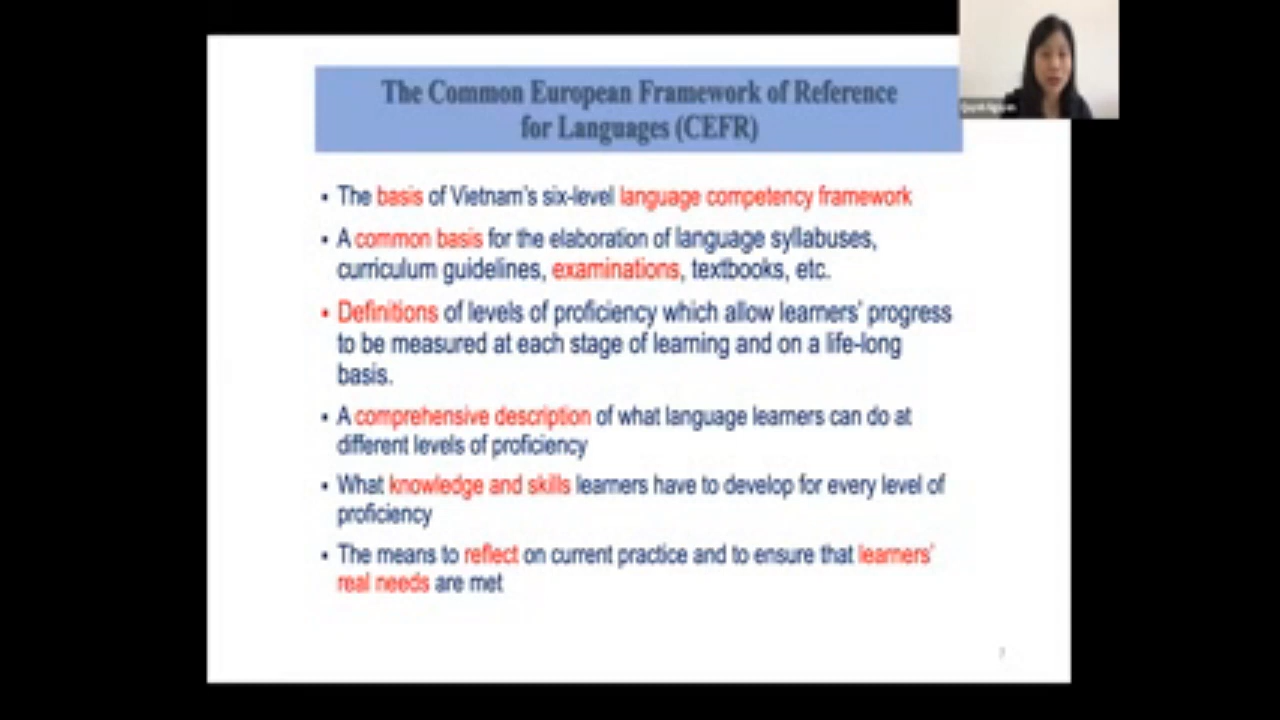 The Common European Framework of Reference
for Languages (CEFR)
▪ The basis of Vietnam's six-level language competency framework
▪ A common basis for the elaboration of language syllabuses,
curriculum guidelines, examinations, textbooks, etc.
▪ Definitions of levels of proficiency which allow learners' progress
to be measured at each stage of learning and on a life-long
basis.
▪ A comprehensive description of what language learners can do at
different levels of proficiency
▪ What knowledge and skills learners have to develop for every level of
proficiency
▪ The means to reflect on current practice and to ensure that learners'
real needs are met